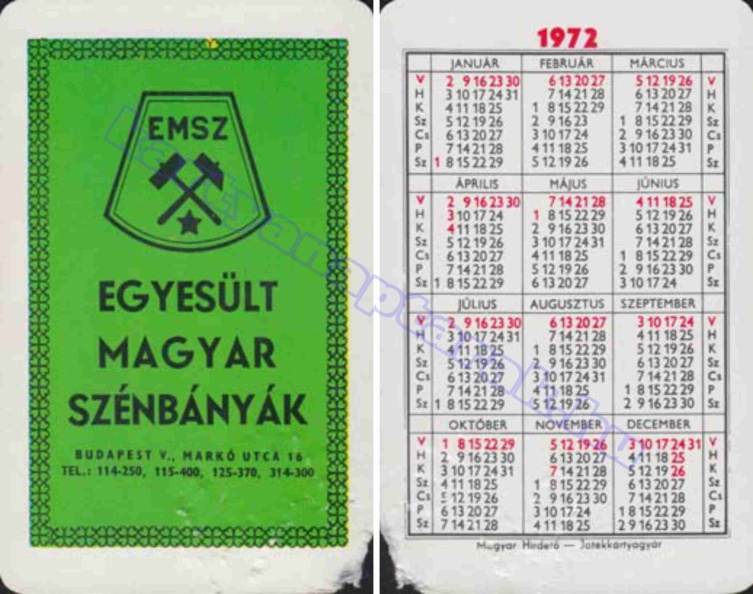 EMSZ
EGYESÜLT
MAGYAR
SZÉNBÁNYÁK
BUDAPEST V., MARKÓ UTCA 16
TEL.: 114-250, 115-400, 125-370, 314-300
1972
JANUÁR FEBRUÁR MÁRCIUS
V 2 9 16 23 30 6 13 20 27 5 12 19 26 V
H 3 10 17 24 31 7 14 21 28 6 13 20 27 H
K 4 11 18 25 1 8 15 22 29 7 14 21 28 K
Sz 5 12 19 26 2 9 16 23 1 8 15 22 29 Sz
Cs 6 13 20 27 3 10 17 24 2 9 16 23 30 Cs
P 7 14 21 28 4 11 18 25 3 10 17 24 31 P
Sz 1 8 15 22 29 5 12 19 26 4 11 18 25 Sz
ÁPRILIS MÁJUS JÚNIUS
V 2 9 16 23 30 7 14 21 28 4 11 18 25 V
H 3 10 17 24 1 8 15 22 29 5 12 19 26 H
K 4 11 18 25 2 9 16 23 30 6 13 20 27 K
Sz 5 12 19 26 3 10 17 24 31 7 14 21 28 Sz
Cs 6 13 20 27 4 11 18 25 1 8 15 22 29 Cs
P 7 14 21 28 5 12 19 26 2 9 16 23 30 P
Sz 1 8 15 22 29 6 13 20 27 3 10 17 24 Sz
JÚLIUS AUGUSZTUS SZEPTEMBER
V 2 9 16 23 30 6 13 20 27 3 10 17 24 V
H 3 10 17 24 31 7 14 21 28 4 11 18 25 H
K 4 11 18 25 1 8 15 22 29 5 12 19 26 K
Sz 5 12 19 26 2 9 16 23 30 6 13 20 27 Sz
Cs 6 13 20 27 3 10 17 24 31 7 14 21 28 Cs
P 7 14 21 28 4 11 18 25 1 8 15 22 29 P
Sz 1 8 15 22 29 5 12 19 26 2 9 16 23 30 Sz
OKTÓBER NOVEMBER DECEMBER
V 1 8 15 22 29 5 12 19 26 3 10 17 24 31 V
H 2 9 16 23 30 6 13 20 27 4 11 18 25 H
K 3 10 17 24 31 7 14 21 28 5 12 19 26 K
Sz 4 11 18 25 1 8 15 22 29 6 13 20 27 Sz
Cs 5 12 19 26 2 9 16 23 30 7 14 21 28 Cs
P 6 13 20 27 3 10 17 24 1 8 15 22 29 P
Sz 7 14 21 28 4 11 18 25 2 9 16 23 30 Sz
Magyar Hirdető — Játékkártyagyár
kartyanaptarak.hu